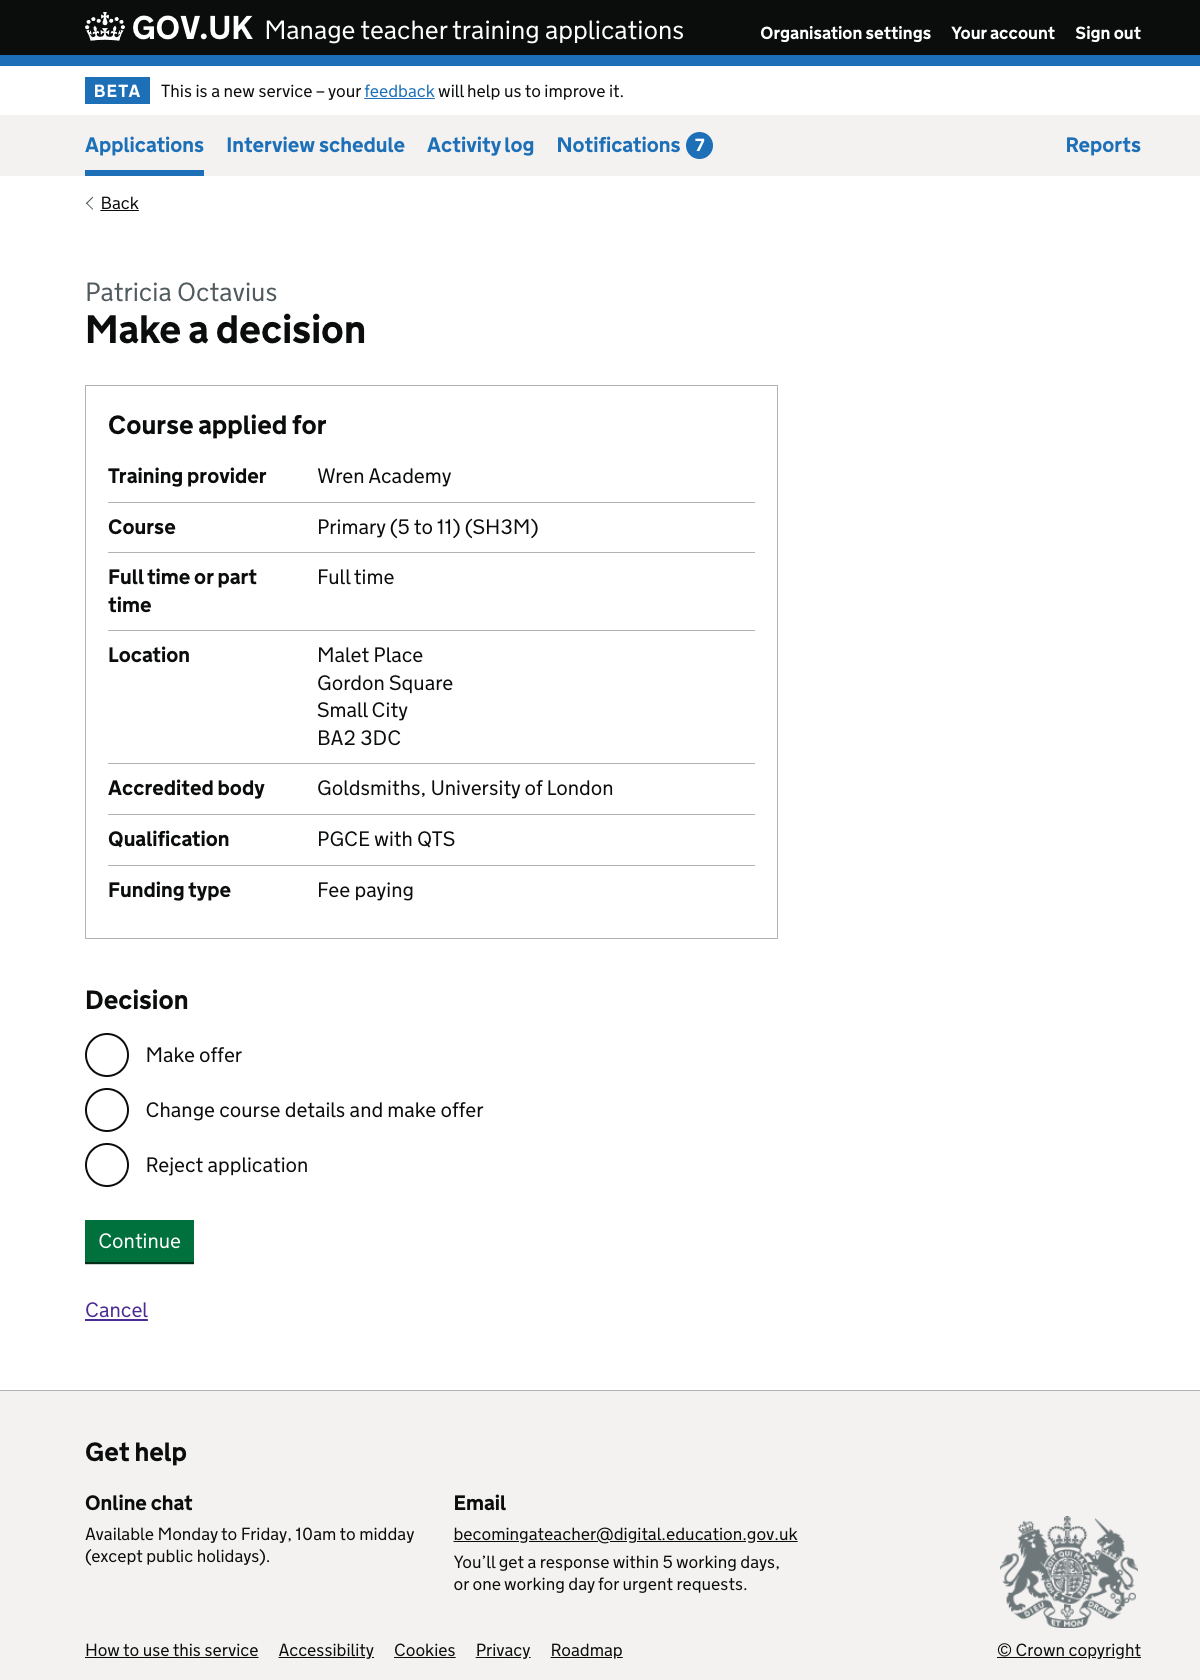 GOV.UK Manage teacher training applications Organisation settings Your account Sign out
BETA This is a new service – your feedback will help us to improve it.
Applications Interview schedule Activity log Notifications 7 Reports
Back
Patricia Octavius
Make a decision
Course applied for
Training provider Wren Academy
Course Primary (5 to 11) (SH3M)
Full time or part Full time
time
Location Malet Place
Gordon Square
Small City
BA2 3DC
Accredited body Goldsmiths, University of London
Qualification PGCE with QTS
Funding type Fee paying
Decision
Make offer
Change course details and make offer
Reject application
Continue
Cancel
Get help
Online chat
Available Monday to Friday, 10am to midday
(except public holidays).
Email
becomingateacher@digital.education.gov.uk
You’ll get a response within 5 working days,
or one working day for urgent requests.
DIEU ET MON DROIT
How to use this service Accessibility Cookies Privacy Roadmap © Crown copyright